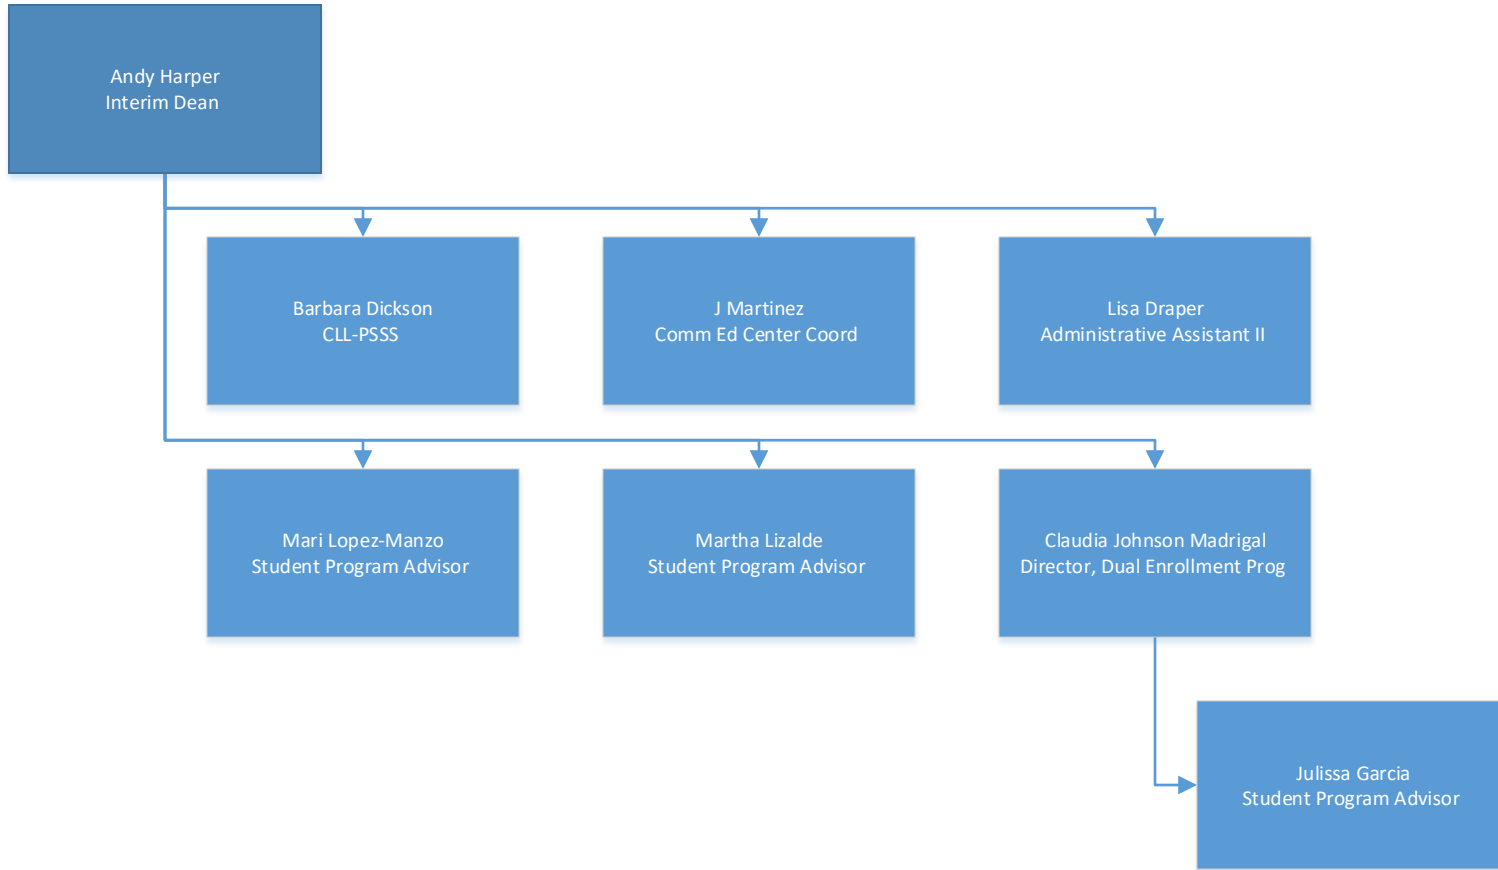 Andy Harper
Interim Dean
Barbara Dickson
CLL-PSSS
J Martinez
Comm Ed Center Coord
Lisa Draper
Administrative Assistant II
Mari Lopez-Manzo
Student Program Advisor
Martha Lizalde
Student Program Advisor
Claudia Johnson Madrigal
Director, Dual Enrollment Prog
Julissa Garcia
Student Program Advisor